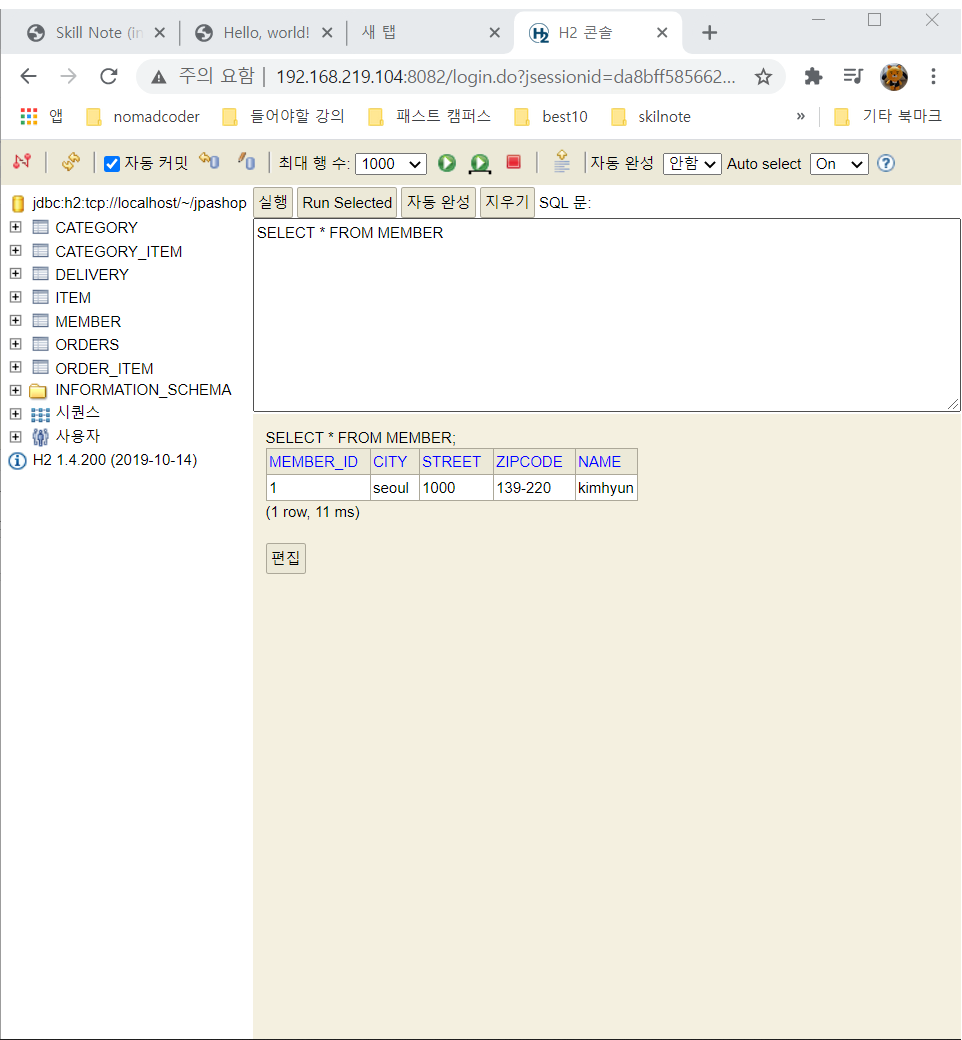 Skill Note (in
Hello, world!
새 탭
H2 콘솔
주의 요함 | 192.168.219.104:8082/login.do?jsessionid=da8bff585662...
앱 nomadcoder 들어야할 강의 패스트 캠퍼스 best10 skilnote » 기타 북마크
자동 커밋 최대 행 수: 1000 자동 완성 안함 Auto select On
jdbc:h2:tcp://localhost/~/jpashop
CATEGORY
CATEGORY_ITEM
DELIVERY
ITEM
MEMBER
ORDERS
ORDER_ITEM
INFORMATION_SCHEMA
시퀀스
사용자
H2 1.4.200 (2019-10-14)
실행 Run Selected 자동 완성 지우기 SQL 문:
SELECT * FROM MEMBER
SELECT * FROM MEMBER;
MEMBER_ID CITY STREET ZIPCODE NAME
1 seoul 1000 139-220 kimhyun
(1 row, 11 ms)
편집